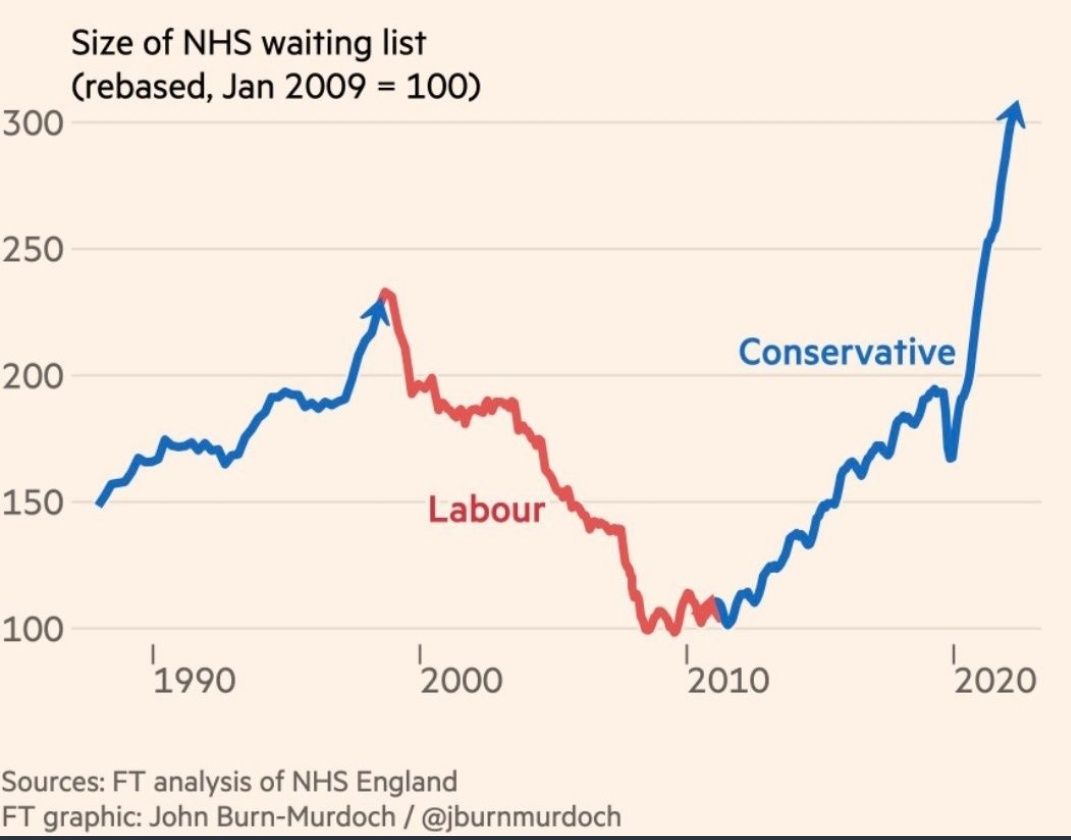 Size of NHS waiting list
(rebased, Jan 2009 = 100)
300
250
200
150
100
Conservative
Labour
1990
2000
2010
2020
Sources: FT analysis of NHS England
FT graphic: John Burn-Murdoch / @jburnmurdoch